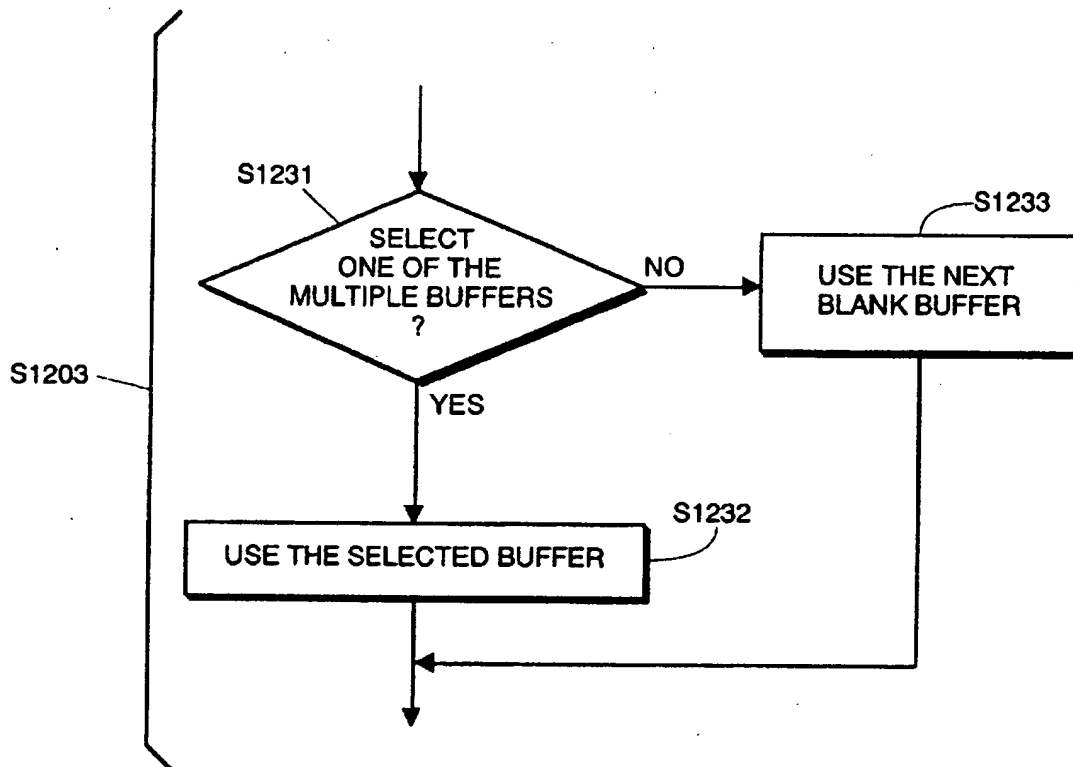 S1231
SELECT
ONE OF THE
MULTIPLE BUFFERS
?
NO
S1233
USE THE NEXT
BLANK BUFFER
S1203
YES
S1232
USE THE SELECTED BUFFER